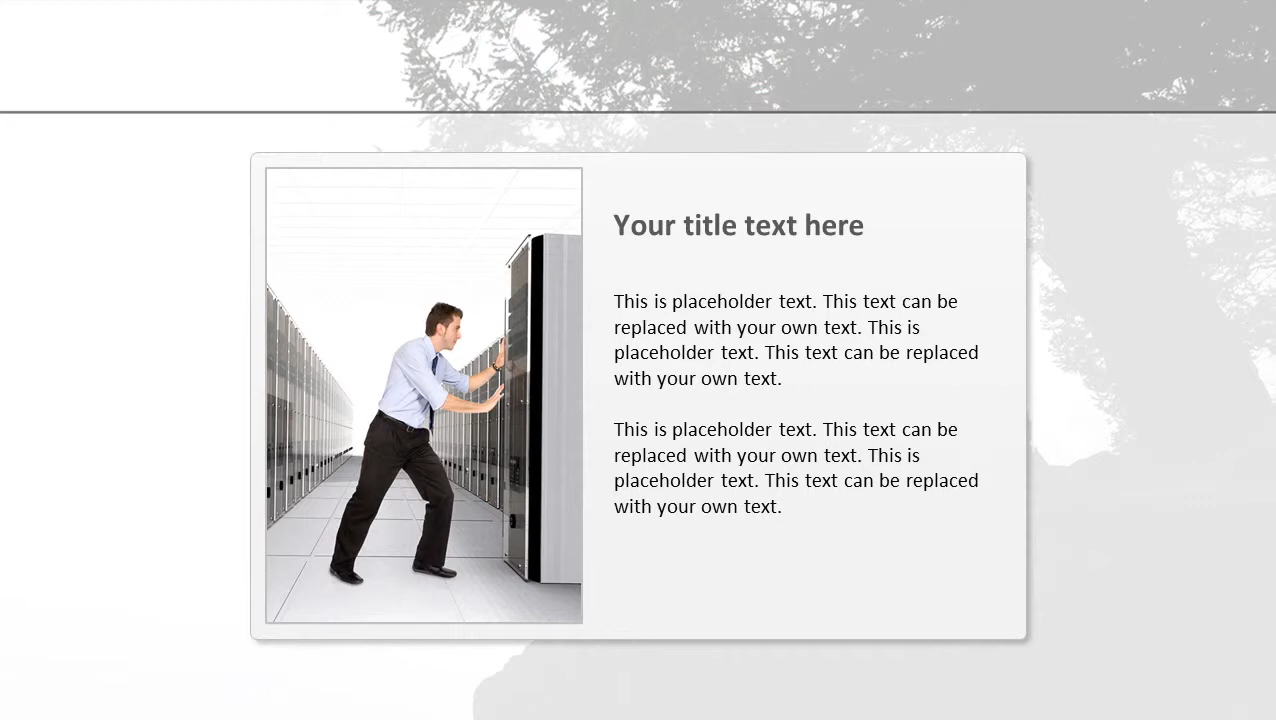 Your title text here
This is placeholder text. This text can be
replaced with your own text. This is
placeholder text. This text can be replaced
with your own text.
This is placeholder text. This text can be
replaced with your own text. This is
placeholder text. This text can be replaced
with your own text.